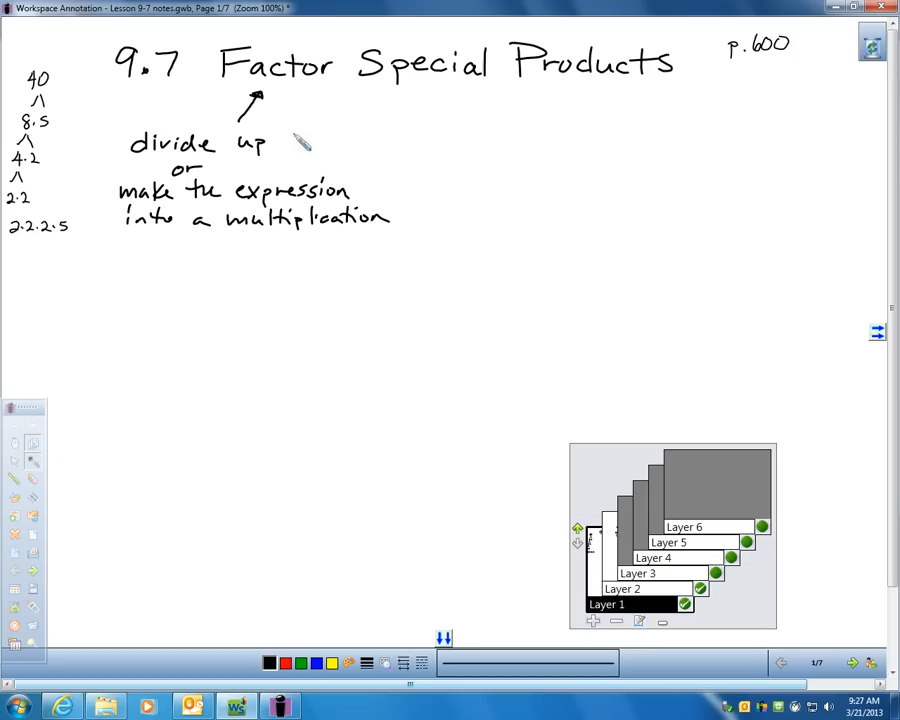 Workspace Annotation - Lesson 9-7 notes.gwb, Page 1/7 (Zoom 100%) *
9.7 Factor Special Products
p.600
40
8.5
4.2
2.2
2.2.2.5
divide up
or
make the expression
into a multiplication
Layer 6
Layer 5
Layer 4
Layer 3
Layer 2
Layer 1
1/7
9:27 AM
3/21/2013